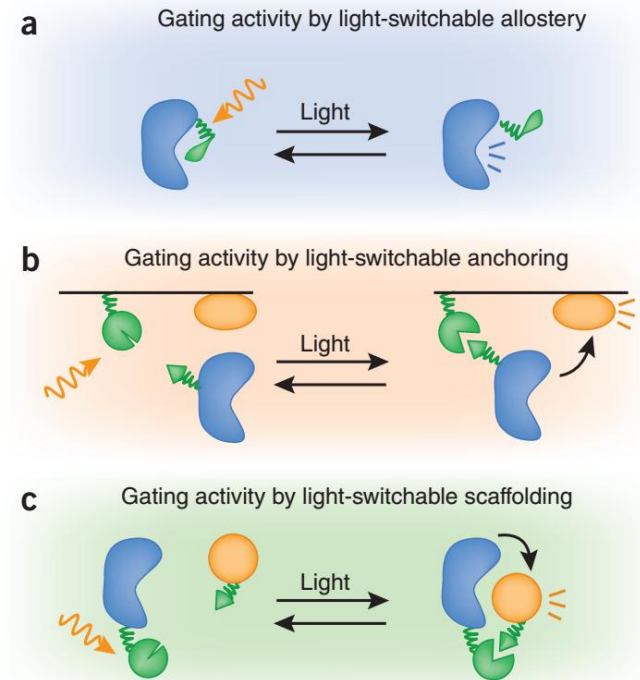 a Gating activity by light-switchable allostery
Light
b Gating activity by light-switchable anchoring
Light
c Gating activity by light-switchable scaffolding
Light